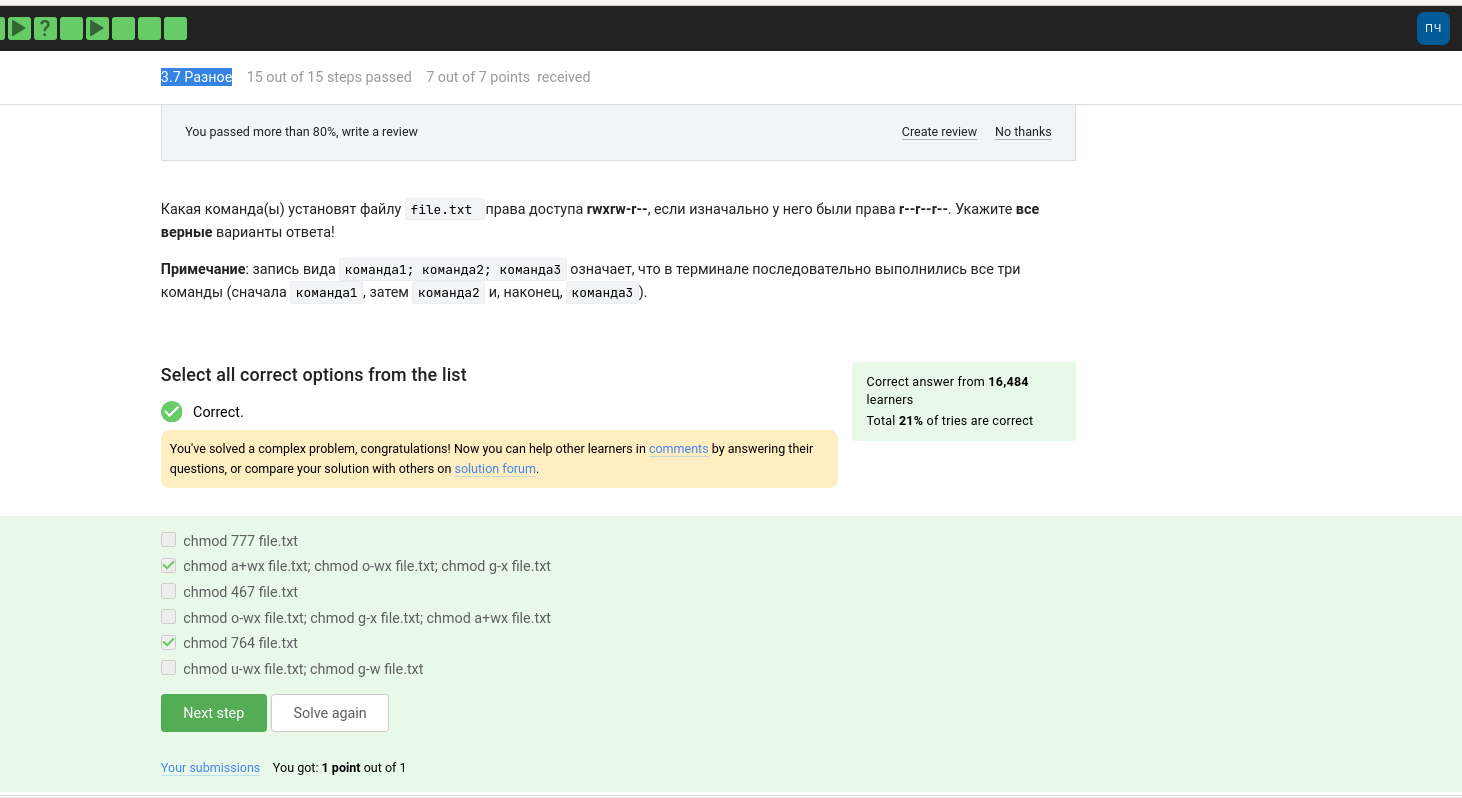 ?
ПЧ
3.7 Разное 15 out of 15 steps passed 7 out of 7 points received
You passed more than 80%, write a review Create review No thanks
Какая команда(ы) установят файлу file.txt права доступа rwxrw-r--, если изначально у него были права r--r--r--. Укажите все
верные варианты ответа!
Примечание: запись вида команда1; команда2; команда3 означает, что в терминале последовательно выполнились все три
команды (сначала команда1, затем команда2 и, наконец, команда3).
Select all correct options from the list
Correct.
You've solved a complex problem, congratulations! Now you can help other learners in comments by answering their
questions, or compare your solution with others on solution forum.
Correct answer from 16,484
learners
Total 21% of tries are correct
chmod 777 file.txt
chmod a+wx file.txt; chmod o-wx file.txt; chmod g-x file.txt
chmod 467 file.txt
chmod o-wx file.txt; chmod g-x file.txt; chmod a+wx file.txt
chmod 764 file.txt
chmod u-wx file.txt; chmod g-w file.txt
Next step Solve again
Your submissions You got: 1 point out of 1